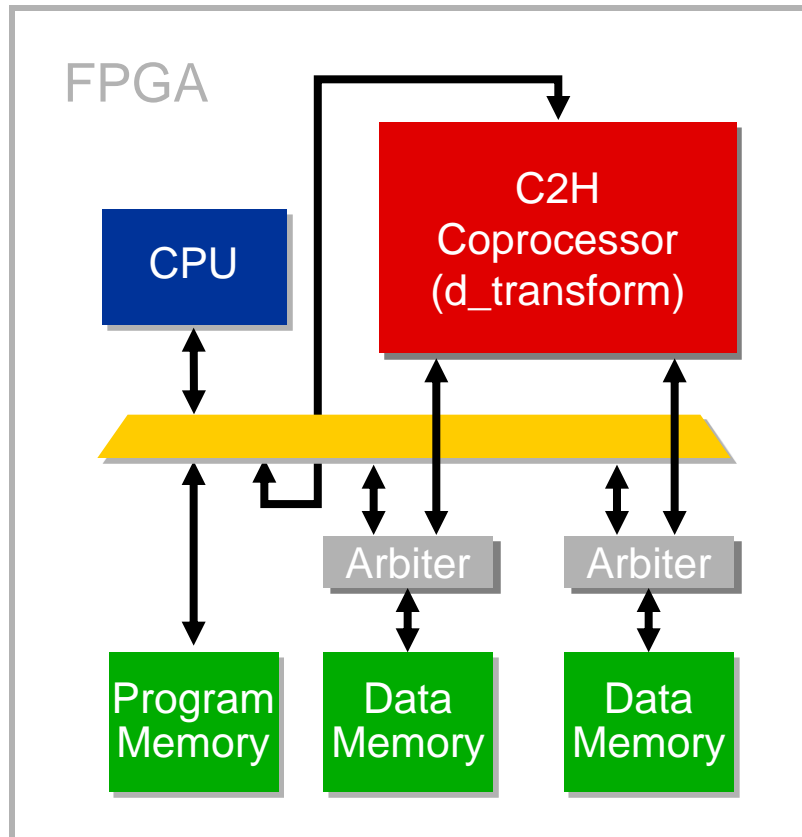 FPGA
C2H
Coprocessor
(d_transform)
CPU
Arbiter
Arbiter
Program
Memory
Data
Memory
Data
Memory